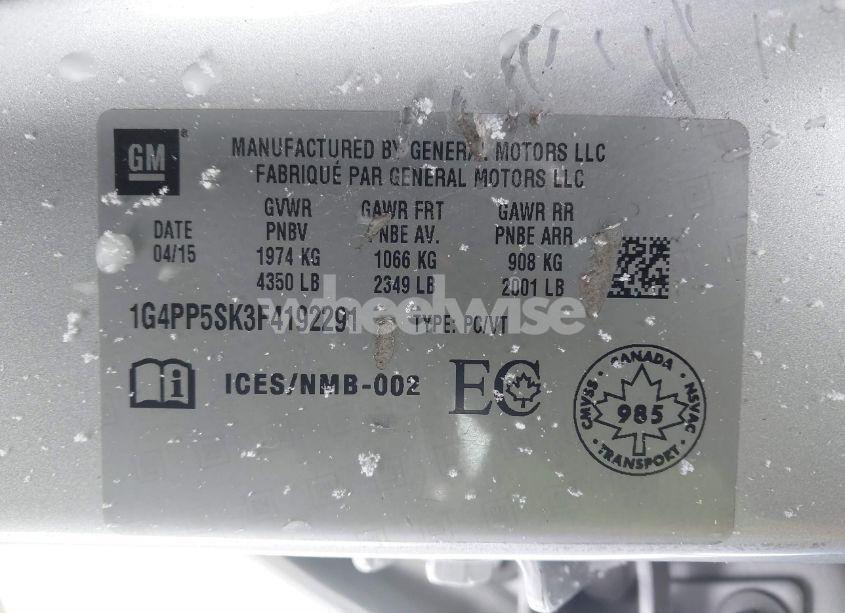 GM
®
MANUFACTURED BY GENERAL MOTORS LLC
FABRIQUÉ PAR GENERAL MOTORS LLC
DATE
04/15
GVWR
PNBV
1974 KG
4350 LB
GAWR FRT
PNBE AV.
1066 KG
2349 LB
GAWR RR
PNBE ARR
908 KG
2001 LB
wheelwise
1G4PP5SK3F4192291 TYPE: PC/VT
i ICES/NMB-002 EC
CANADA
CMVSS 985 NSVAC
TRANSPORT